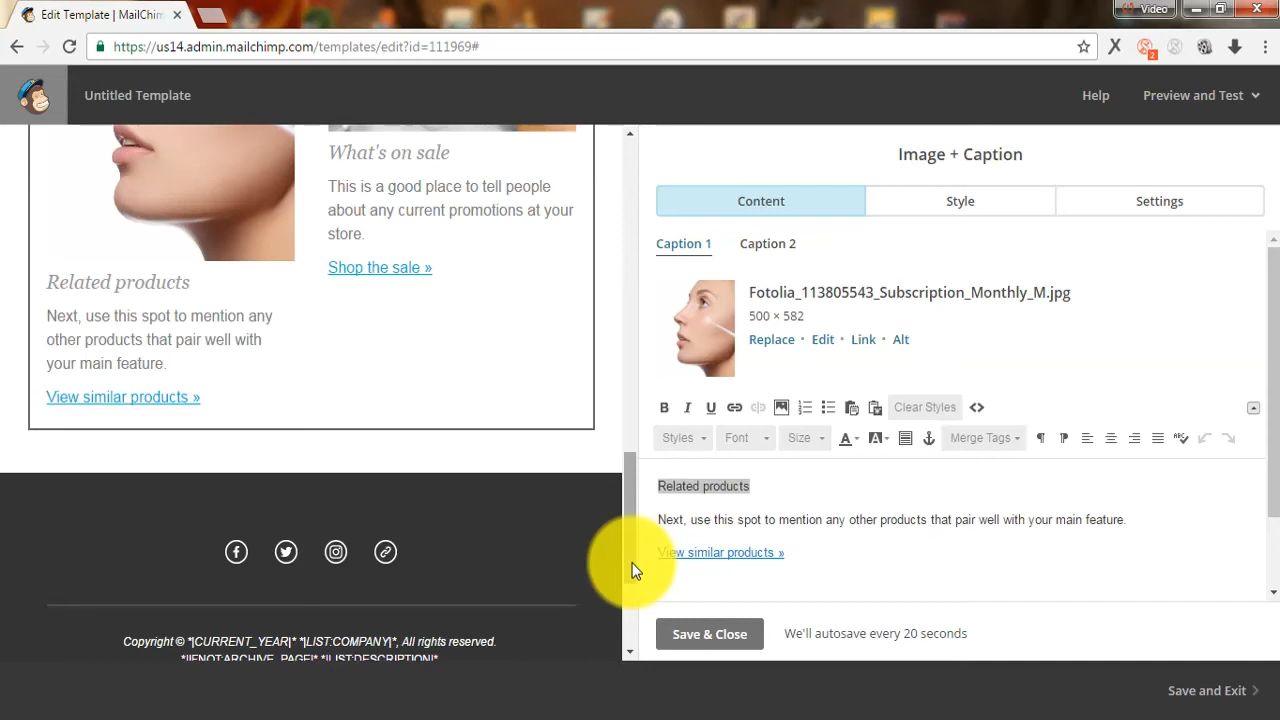 Edit Template | MailChimp
Video
https://us14.admin.mailchimp.com/templates/edit?id=111969#
2
Untitled Template
Help
Preview and Test
What's on sale
This is a good place to tell people
about any current promotions at your
store.
Shop the sale »
Related products
Next, use this spot to mention any
other products that pair well with
your main feature.
View similar products »
Copyright © *|CURRENT_YEAR|* *|LIST:COMPANY|*, All rights reserved.
*|IFNOT:ARCHIVE_PAGE|* *|LIST:DESCRIPTION|*
Image + Caption
Content
Style
Settings
Caption 1
Caption 2
Fotolia_113805543_Subscription_Monthly_M.jpg
500 × 582
Replace • Edit • Link • Alt
B I U
Clear Styles
Styles
Font
Size
A
A
Merge Tags
ABC
Related products
Next, use this spot to mention any other products that pair well with your main feature.
View similar products »
Save & Close
We'll autosave every 20 seconds
Save and Exit